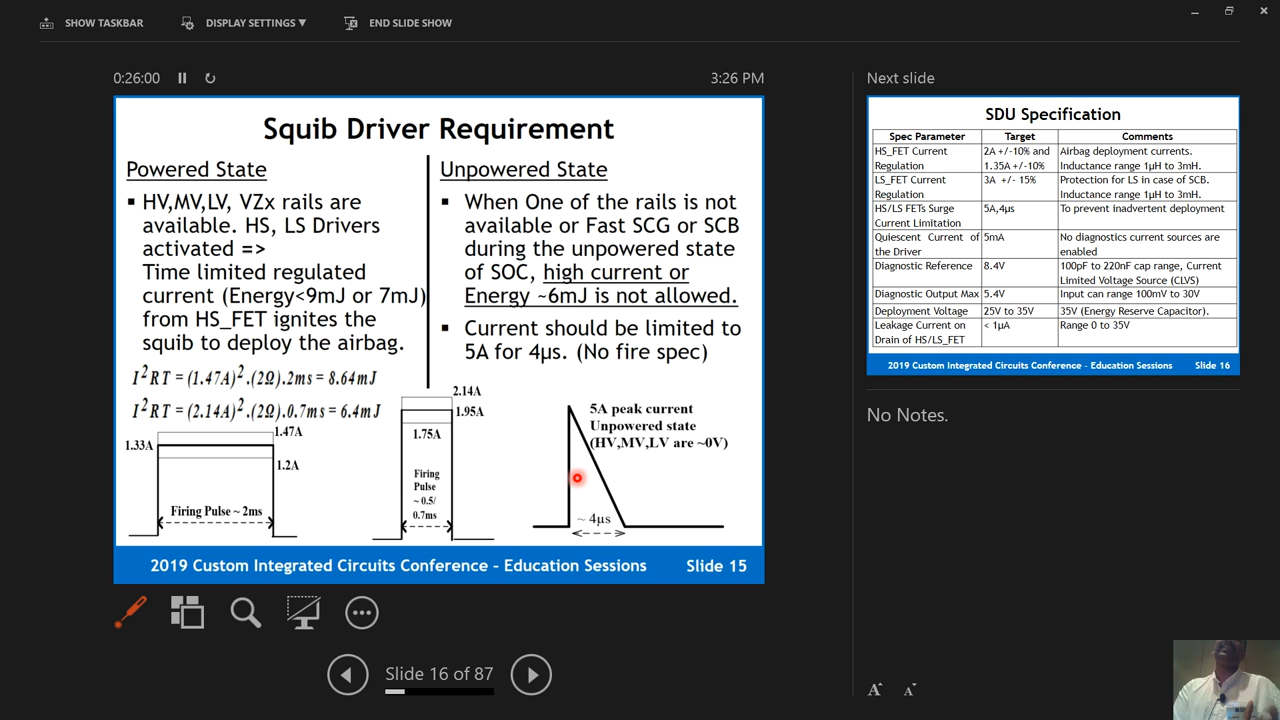 SHOW TASKBAR
DISPLAY SETTINGS ▼
END SLIDE SHOW
0:26:00
3:26 PM
Squib Driver Requirement
Powered State
▪ HV,MV,LV, VZx rails are
available. HS, LS Drivers
activated =>
Time limited regulated
current (Energy<9mJ or 7mJ)
from HS_FET ignites the
squib to deploy the airbag.
I²RT = (1.47A)².(2Ω).2ms = 8.64mJ
I²RT = (2.14A)².(2Ω).0.7ms = 6.4mJ
1.33A
1.47A
1.2A
Firing Pulse ~ 2ms
2.14A
1.95A
1.75A
Firing
Pulse
~ 0.5/
0.7ms
Unpowered State
▪ When One of the rails is not
available or Fast SCG or SCB
during the unpowered state
of SOC, high current or
Energy ~6mJ is not allowed.
▪ Current should be limited to
5A for 4µs. (No fire spec)
5A peak current
Unpowered state
(HV,MV,LV are ~0V)
~ 4µs
2019 Custom Integrated Circuits Conference – Education Sessions
Slide 15
Slide 16 of 87
Next slide
SDU Specification
Spec Parameter Target Comments
HS_FET Current 2A +/-10% and Airbag deployment currents.
Regulation 1.35A +/-10% Inductance range 1µH to 3mH.
LS_FET Current 3A +/- 15% Protection for LS in case of SCB.
Regulation Inductance range 1µH to 3mH.
HS/LS FETs Surge 5A,4µs To prevent inadvertent deployment
Current Limitation
Quiescent Current of 5mA No diagnostics current sources are
the Driver enabled
Diagnostic Reference 8.4V 100pF to 220nF cap range, Current
Limited Voltage Source (CLVS)
Diagnostic Output Max 5.4V Input can range 100mV to 30V
Deployment Voltage 25V to 35V 35V (Energy Reserve Capacitor).
Leakage Current on < 1µA Range 0 to 35V
Drain of HS/LS_FET
2019 Custom Integrated Circuits Conference – Education Sessions
Slide 16
No Notes.
A A